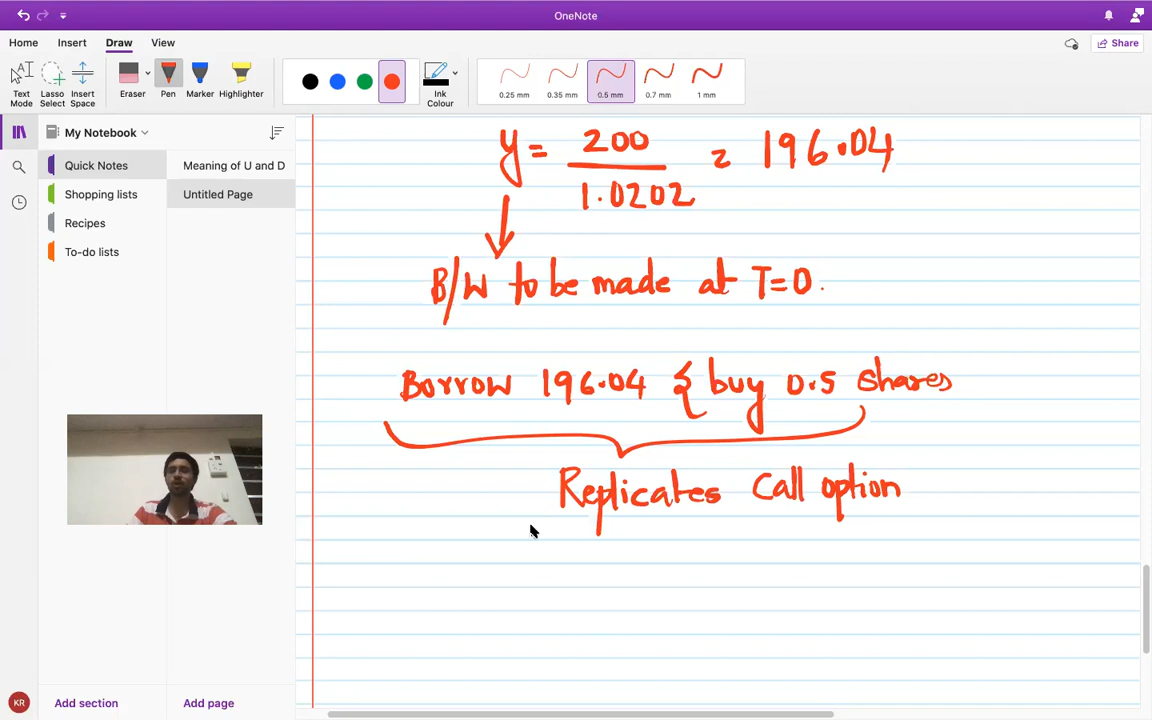 OneNote
Home Insert Draw View Share
Text Mode
Lasso Select
Insert Space
Eraser
Pen
Marker
Highlighter
Ink Colour
0.25 mm 0.35 mm 0.5 mm 0.7 mm 1 mm
My Notebook
Quick Notes
Shopping lists
Recipes
To-do lists
Meaning of U and D
Untitled Page
y = 200 / 1.0202 = 196.04
B/W to be made at T=0.
Borrow 196.04 { buy 0.5 shares
Replicates Call option
KR Add section Add page